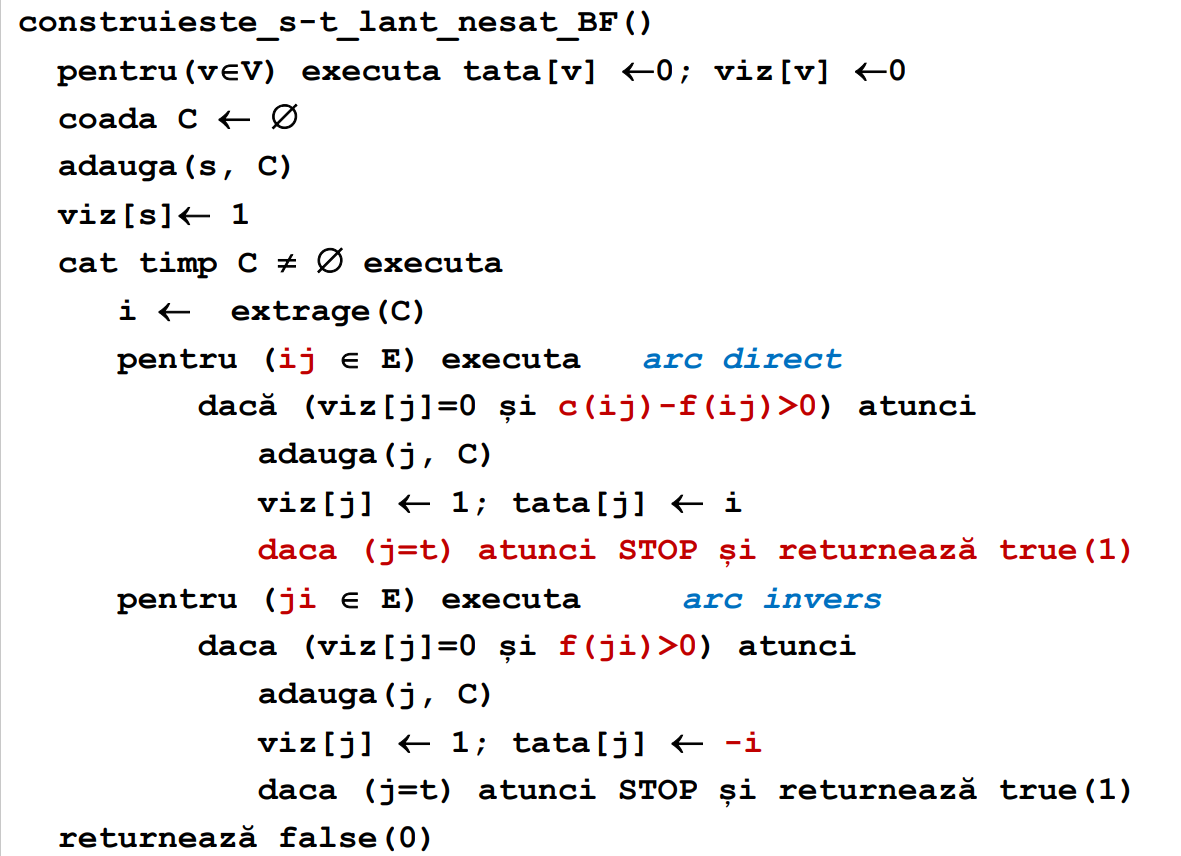 construieste_s-t_lant_nesat_BF()
pentru(v∈V) executa tata[v] ←0; viz[v] ←0
coada C ← ∅
adauga(s, C)
viz[s]← 1
cat timp C ≠ ∅ executa
i ← extrage(C)
pentru (ij ∈ E) executa arc direct
dacă (viz[j]=0 și c(ij)-f(ij)>0) atunci
adauga(j, C)
viz[j] ← 1; tata[j] ← i
daca (j=t) atunci STOP și returnează true(1)
pentru (ji ∈ E) executa arc invers
daca (viz[j]=0 și f(ji)>0) atunci
adauga(j, C)
viz[j] ← 1; tata[j] ← -i
daca (j=t) atunci STOP și returnează true(1)
returnează false(0)